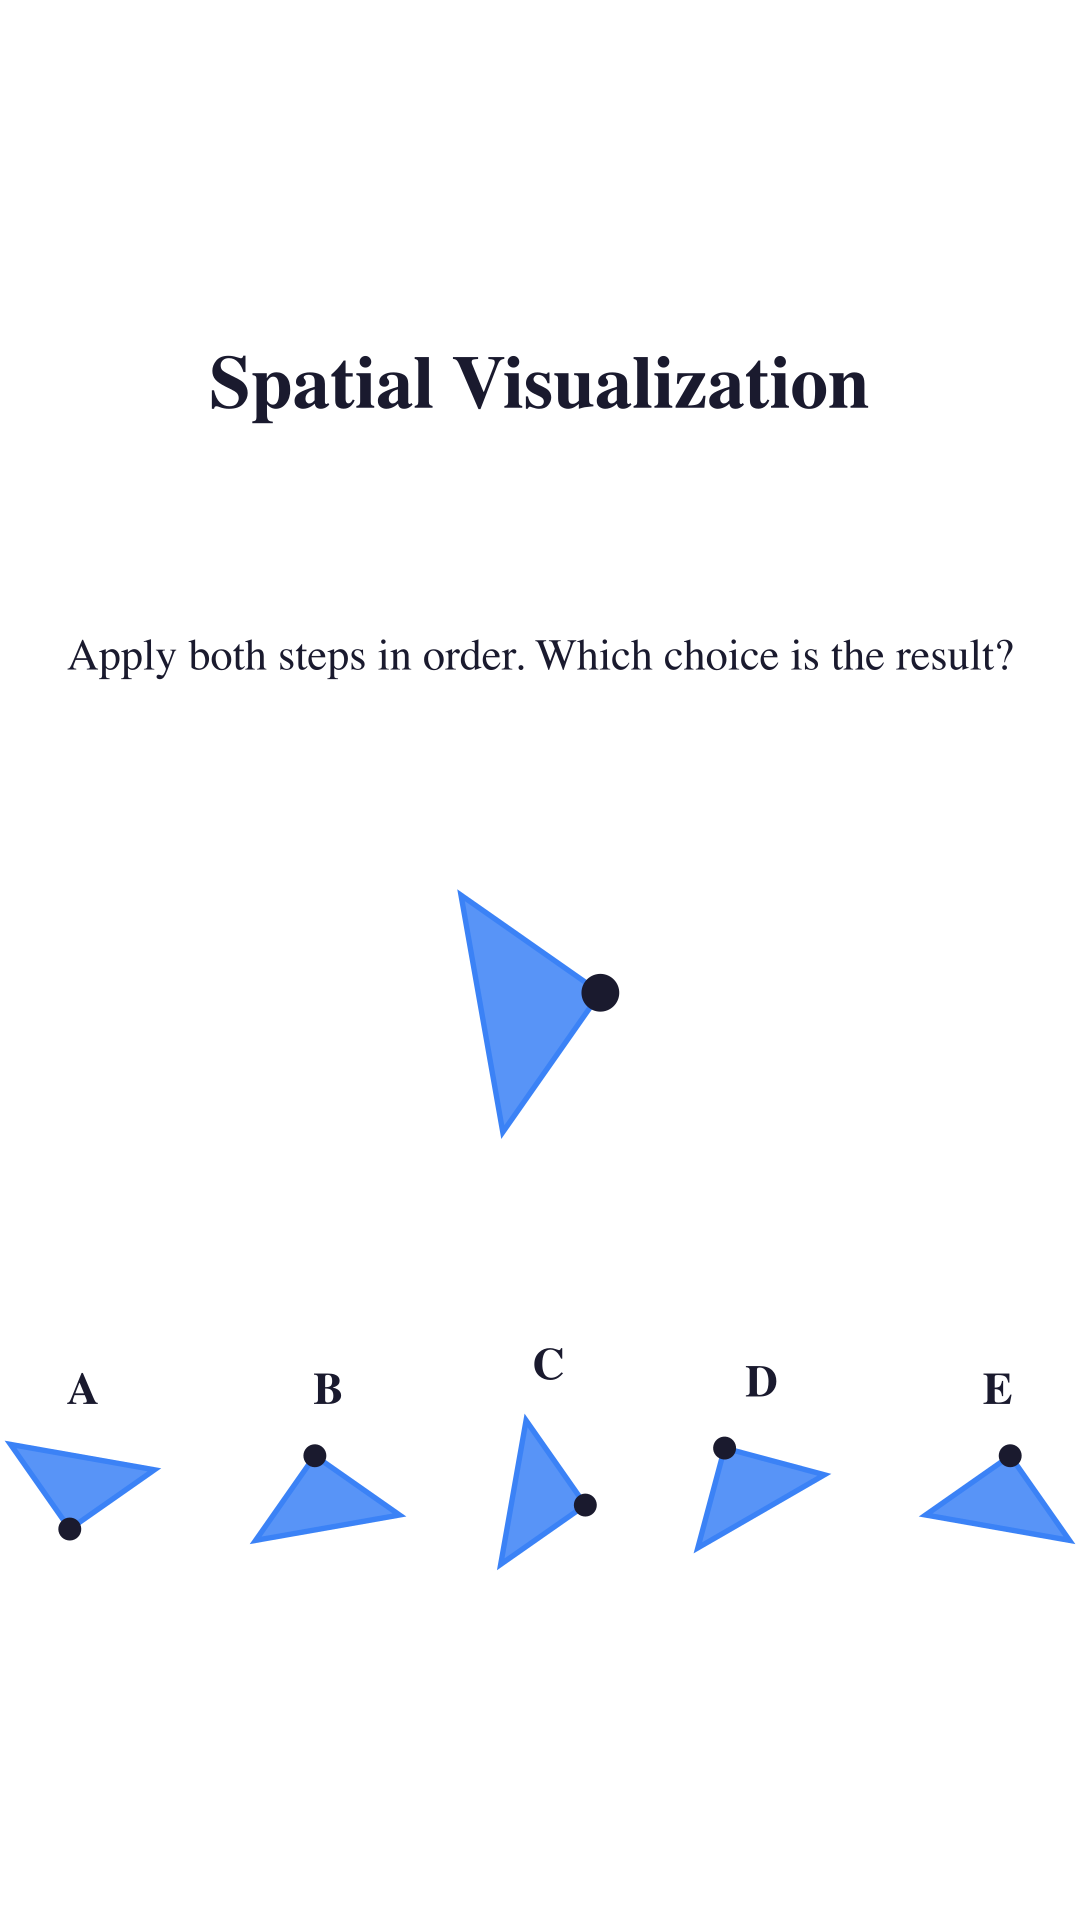 Spatial Visualization
Apply both steps in order. Which choice is the result?
A B C D E